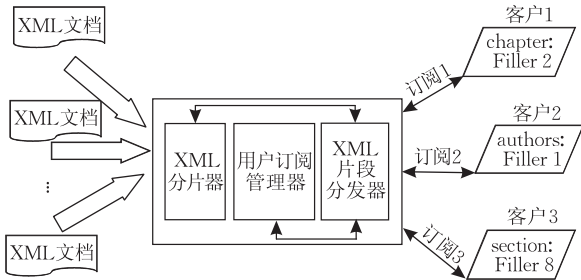 XML文档
XML文档
...
XML文档
XML
分片器
用户订阅
管理器
XML
片段
分发器
订阅1
订阅2
订阅3
客户1
chapter:
Filler 2
客户2
authors:
Filler 1
客户3
section:
Filler 8